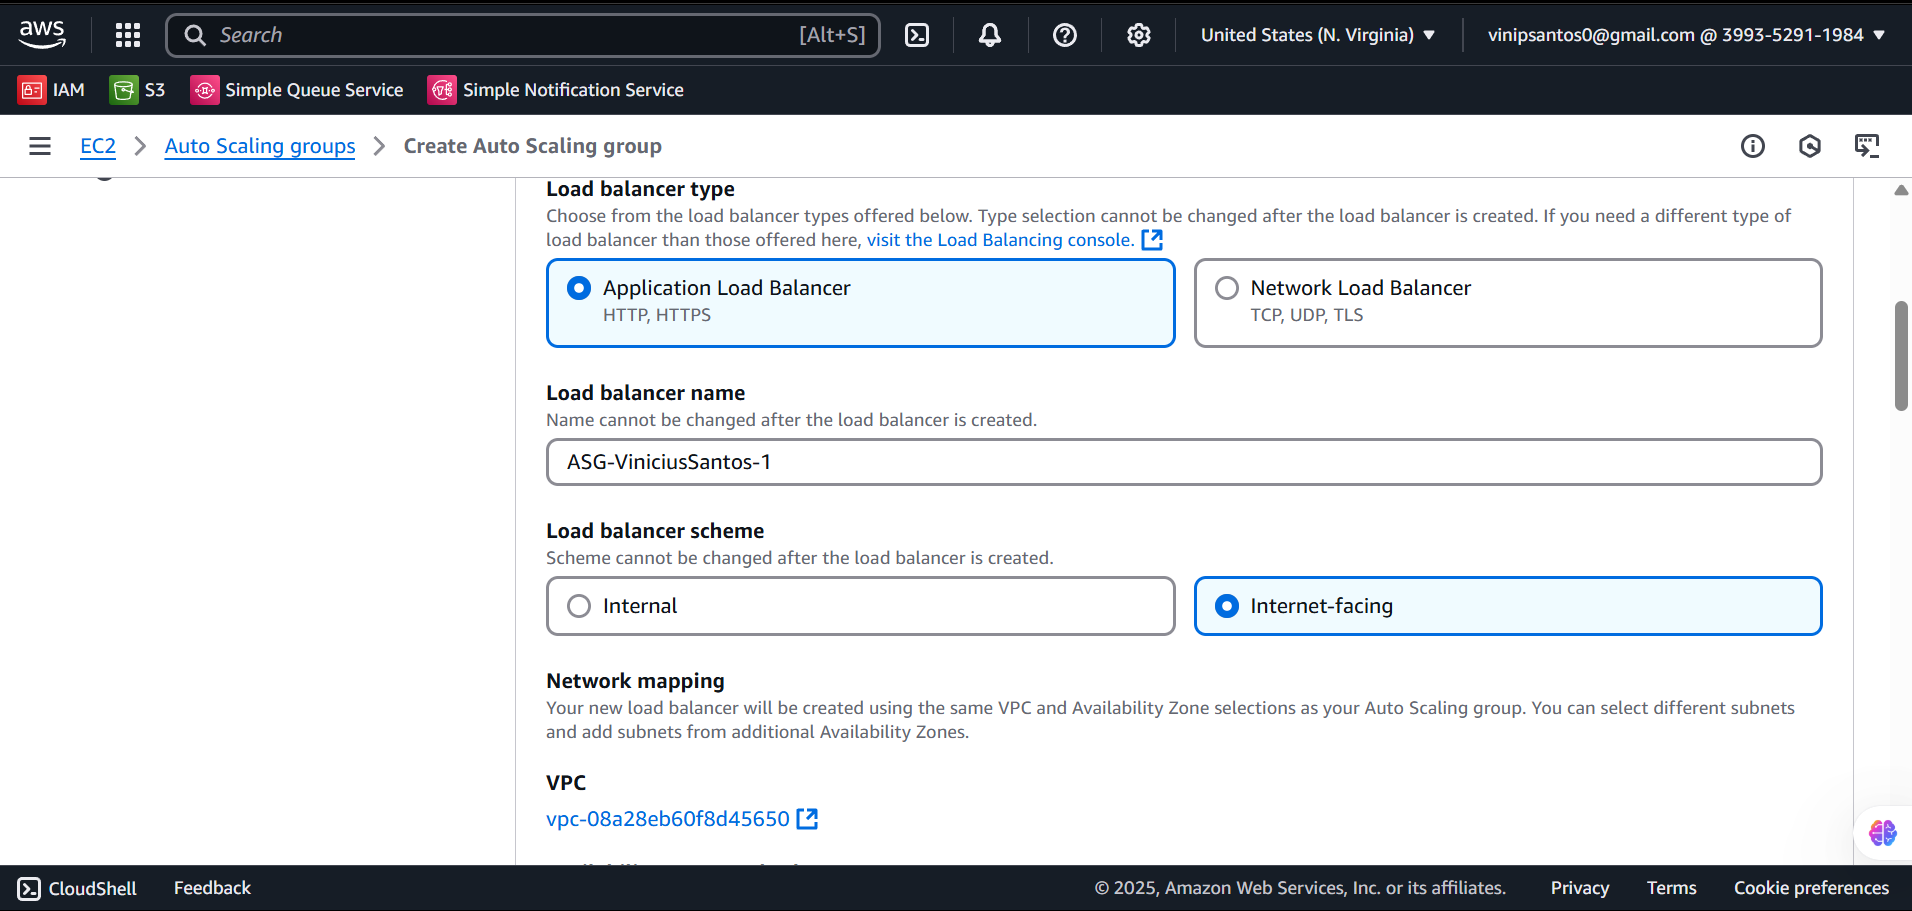 aws
Search [Alt+S]
United States (N. Virginia)
vinipsantos0@gmail.com @ 3993-5291-1984
IAM
S3
Simple Queue Service
Simple Notification Service
EC2
Auto Scaling groups
Create Auto Scaling group
Load balancer type
Choose from the load balancer types offered below. Type selection cannot be changed after the load balancer is created. If you need a different type of
load balancer than those offered here, visit the Load Balancing console.
Application Load Balancer
HTTP, HTTPS
Network Load Balancer
TCP, UDP, TLS
Load balancer name
Name cannot be changed after the load balancer is created.
ASG-ViniciusSantos-1
Load balancer scheme
Scheme cannot be changed after the load balancer is created.
Internal
Internet-facing
Network mapping
Your new load balancer will be created using the same VPC and Availability Zone selections as your Auto Scaling group. You can select different subnets
and add subnets from additional Availability Zones.
VPC
vpc-08a28eb60f8d45650
CloudShell
Feedback
© 2025, Amazon Web Services, Inc. or its affiliates.
Privacy
Terms
Cookie preferences